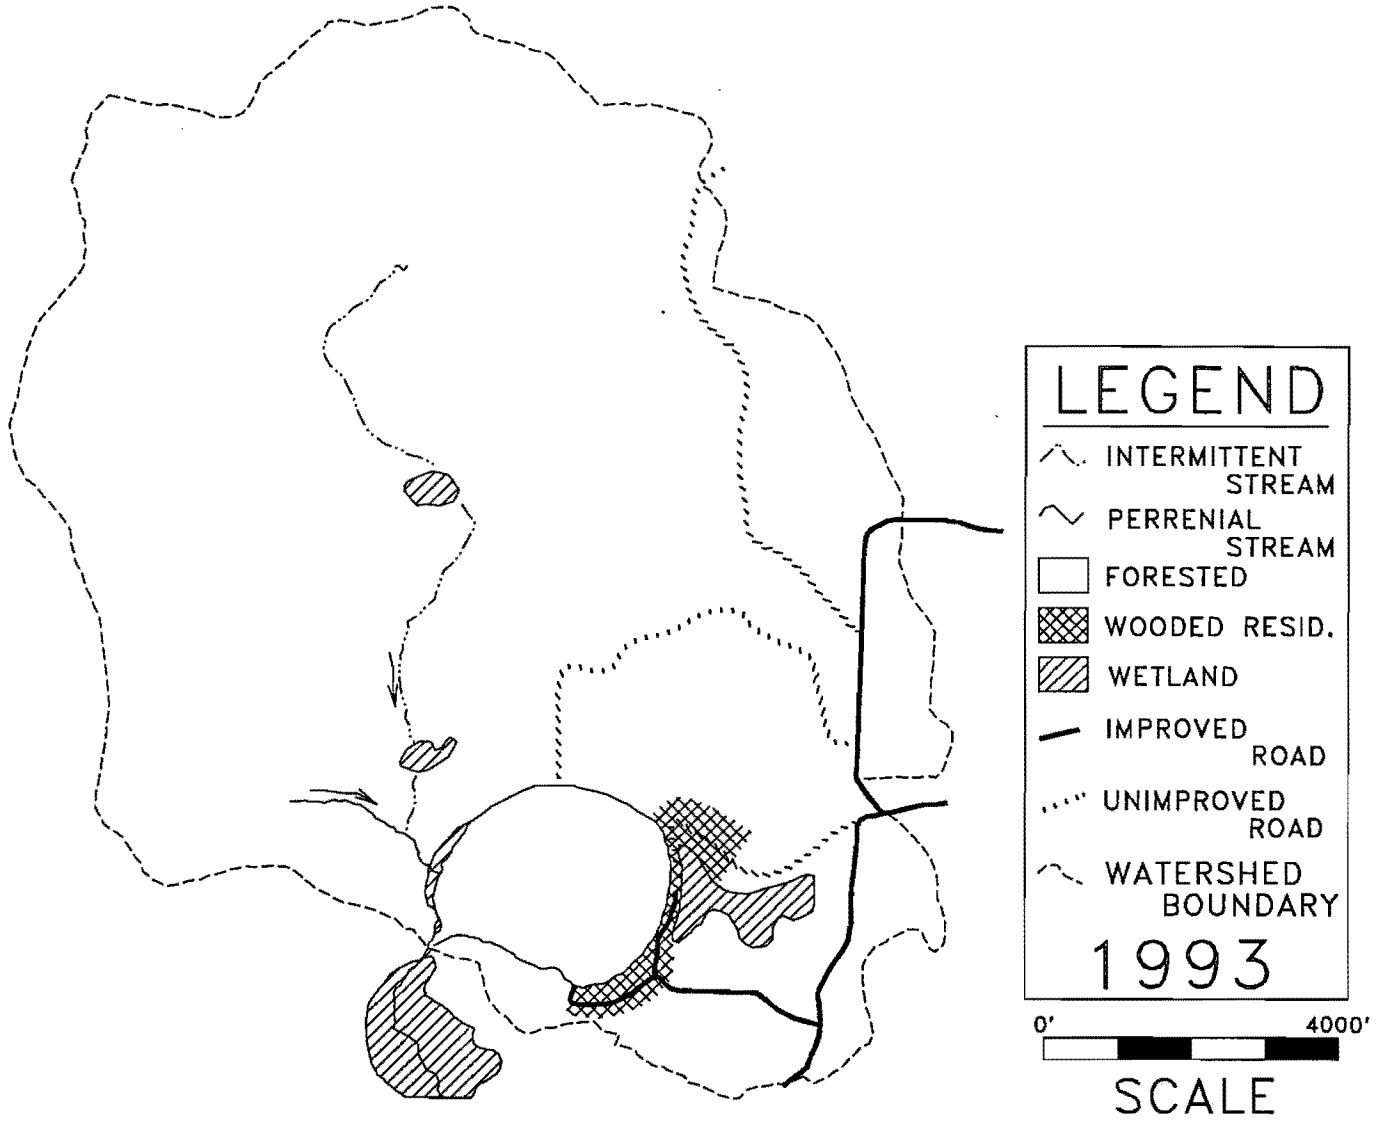 LEGEND
INTERMITTENT
STREAM
PERRENIAL
STREAM
FORESTED
WOODED RESID.
WETLAND
IMPROVED
ROAD
UNIMPROVED
ROAD
WATERSHED
BOUNDARY
1993
0' 4000'
SCALE